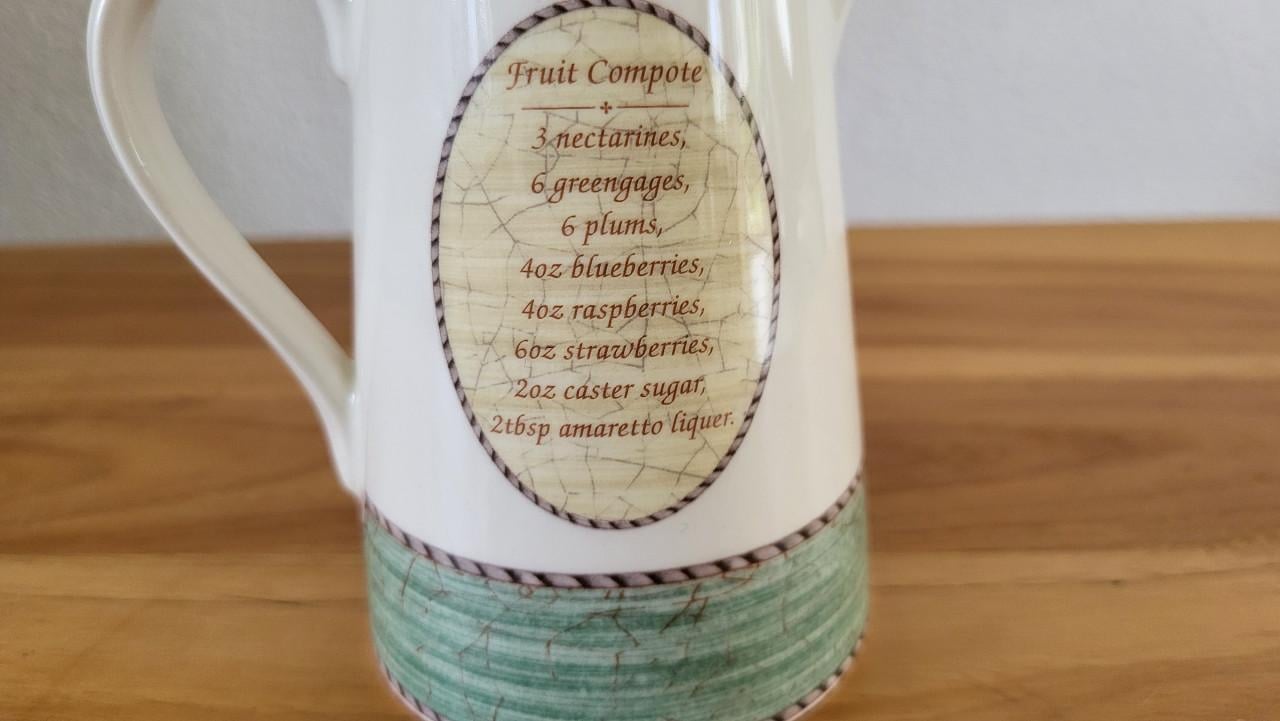 Fruit Compote
3 nectarines,
6 greengages,
6 plums,
4oz blueberries,
4oz raspberries,
6oz strawberries,
2oz caster sugar,
2tbsp amaretto liquer.